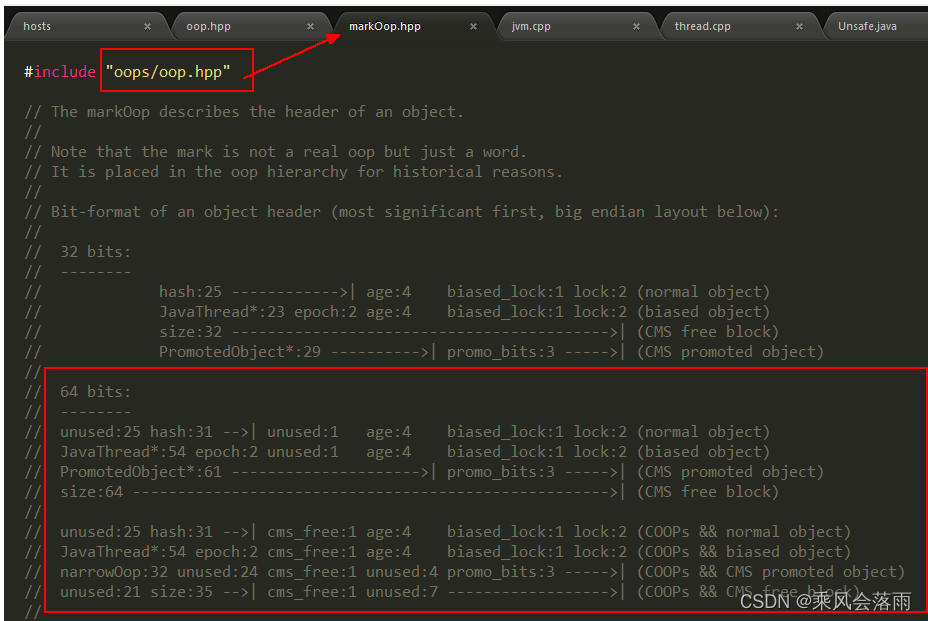 hosts × oop.hpp × markOop.hpp × jvm.cpp × thread.cpp × Unsafe.java
#include "oops/oop.hpp"
// The markOop describes the header of an object.
//
// Note that the mark is not a real oop but just a word.
// It is placed in the oop hierarchy for historical reasons.
//
// Bit-format of an object header (most significant first, big endian layout below):
//
//  32 bits:
//  --------
//             hash:25 ------------>| age:4    biased_lock:1 lock:2 (normal object)
//             JavaThread*:23 epoch:2 age:4    biased_lock:1 lock:2 (biased object)
//             size:32 ------------------------------------------>| (CMS free block)
//             PromotedObject*:29 ---------->| promo_bits:3 ----->| (CMS promoted object)
//
//  64 bits:
//  --------
//  unused:25 hash:31 -->| unused:1   age:4    biased_lock:1 lock:2 (normal object)
//  JavaThread*:54 epoch:2 unused:1   age:4    biased_lock:1 lock:2 (biased object)
//  PromotedObject*:61 --------------------->| promo_bits:3 ----->| (CMS promoted object)
//  size:64 ----------------------------------------------------->| (CMS free block)
//
//  unused:25 hash:31 -->| cms_free:1 age:4    biased_lock:1 lock:2 (COOPs && normal object)
//  JavaThread*:54 epoch:2 cms_free:1 age:4    biased_lock:1 lock:2 (COOPs && biased object)
//  narrowOop:32 unused:24 cms_free:1 unused:4 promo_bits:3 ----->| (COOPs && CMS promoted object)
//  unused:21 size:35 -->| cms_free:1 unused:7 ------------------>| (COOPs && CMS free block)
//
CSDN @乘风会落雨